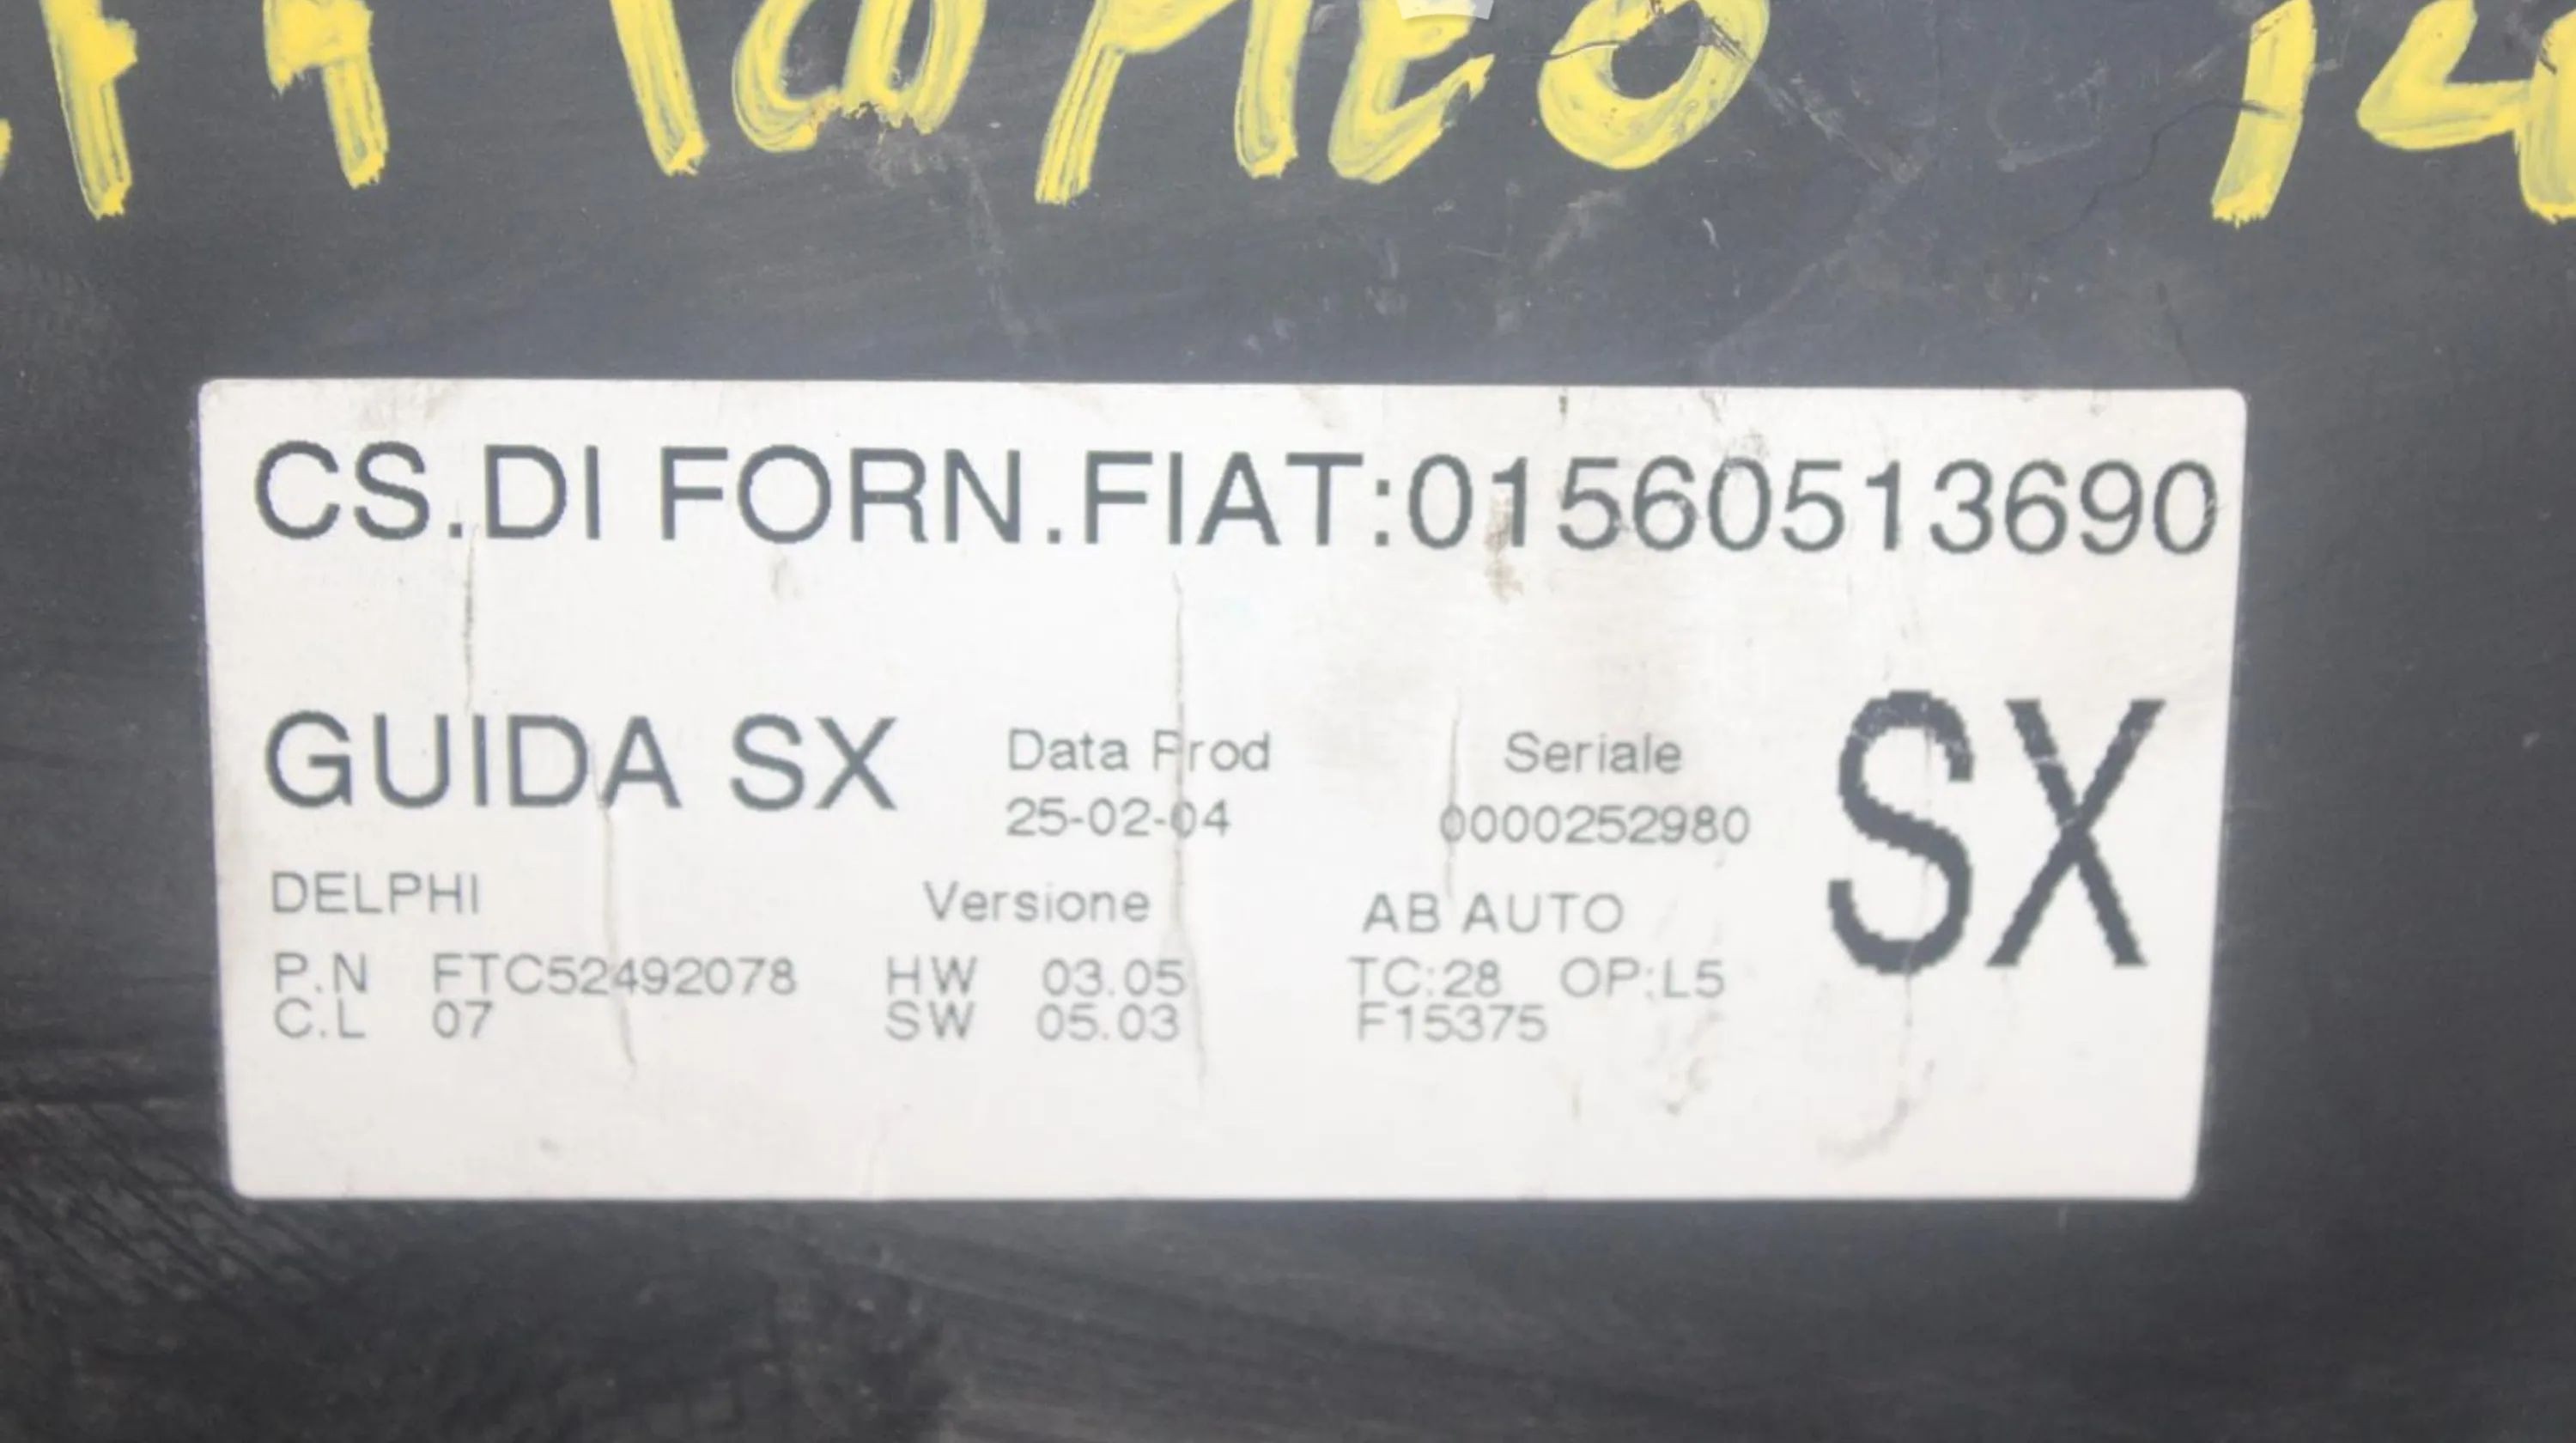 CS.DI FORN.FIAT:01560513690
GUIDA SX
Data Prod
25-02-04
Seriale
0000252980
SX
DELPHI
P.N FTC52492078
C.L 07
Versione
HW 03.05
SW 05.03
AB AUTO
TC:28 OP:L5
F15375